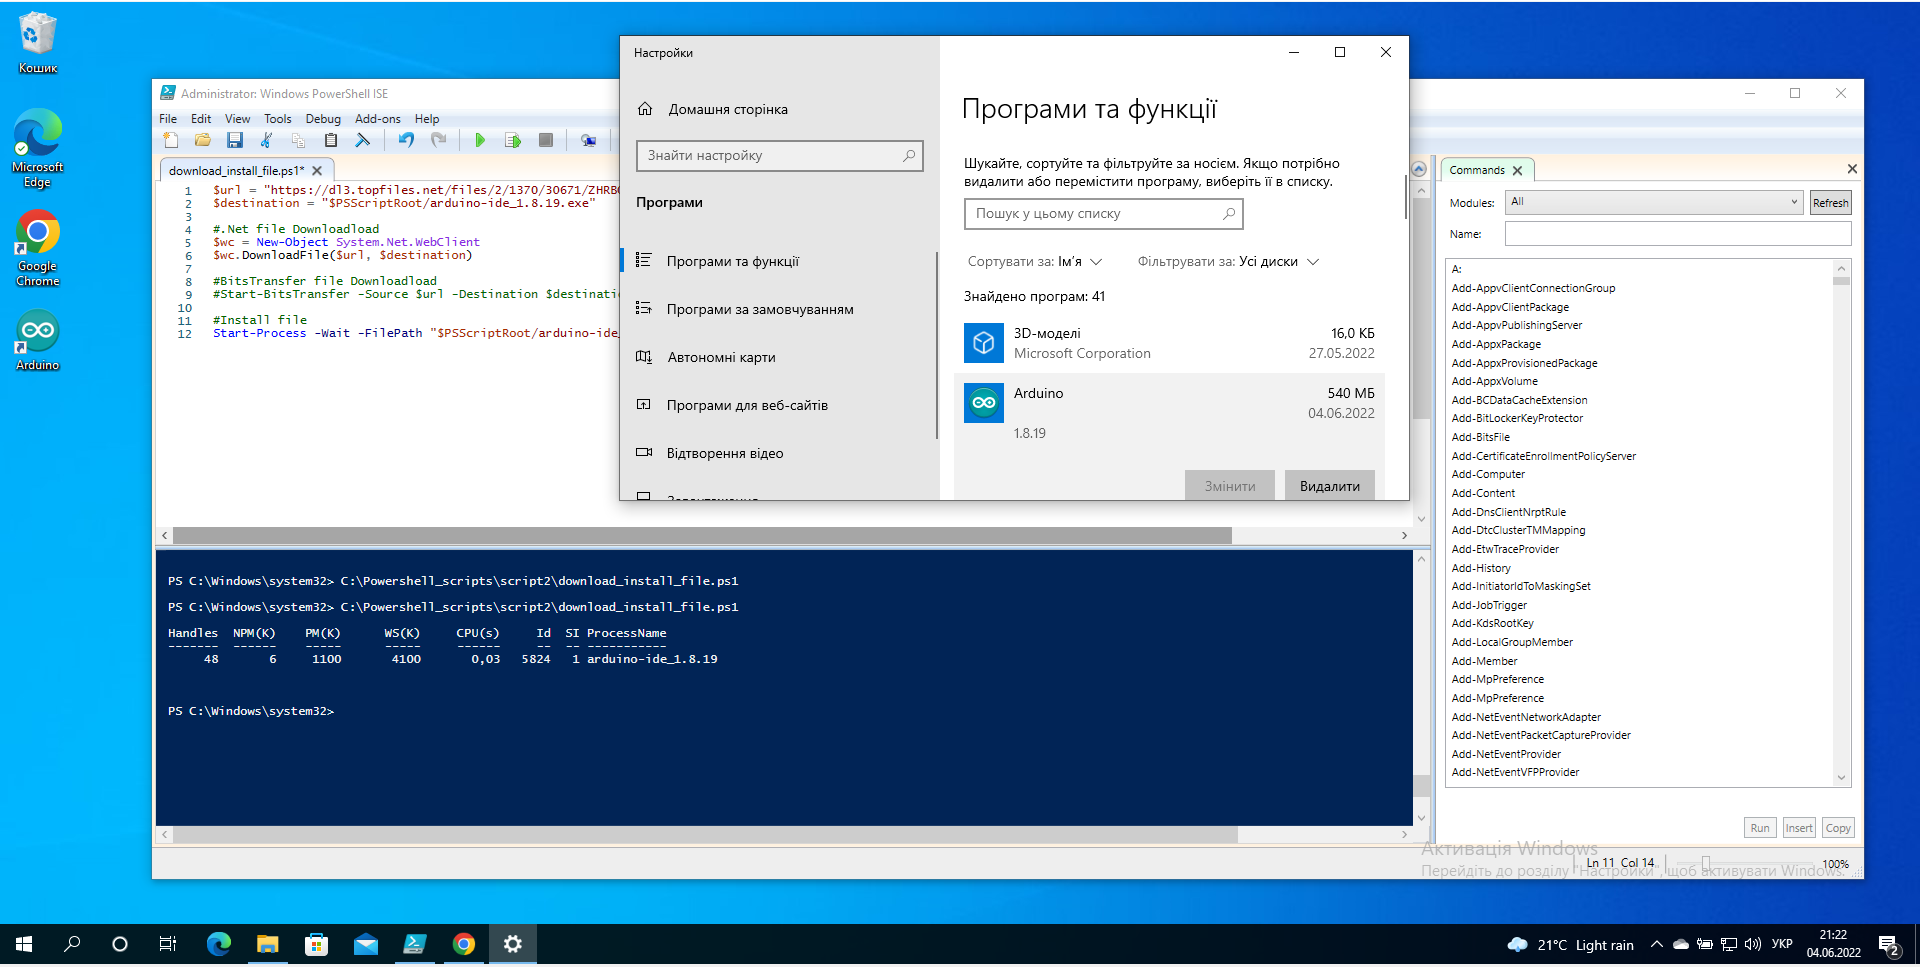 Кошик
Microsoft
Edge
Google
Chrome
Arduino
Administrator: Windows PowerShell ISE
File Edit View Tools Debug Add-ons Help
download_install_file.ps1*
1 $url = "https://dl3.topfiles.net/files/2/1370/30671/ZHRB
2 $destination = "$PSScriptRoot/arduino-ide_1.8.19.exe"
3
4 #.Net file Downloadload
5 $wc = New-Object System.Net.WebClient
6 $wc.DownloadFile($url, $destination)
7
8 #BitsTransfer file Downloadload
9 #Start-BitsTransfer -Source $url -Destination $destinati
10
11 #Install file
12 Start-Process -Wait -FilePath "$PSScriptRoot/arduino-ide_
PS C:\Windows\system32> C:\Powershell_scripts\script2\download_install_file.ps1
PS C:\Windows\system32> C:\Powershell_scripts\script2\download_install_file.ps1
Handles NPM(K) PM(K) WS(K) CPU(s) Id SI ProcessName
------- ------ ----- ----- ------ -- -- -----------
48 6 1100 4100 0,03 5824 1 arduino-ide_1.8.19
PS C:\Windows\system32>
Настройки
Домашня сторінка
Знайти настройку
Програми
Програми та функції
Програми за замовчуванням
Автономні карти
Програми для веб-сайтів
Відтворення відео
Програми та функції
Шукайте, сортуйте та фільтруйте за носієм. Якщо потрібно
видалити або перемістити програму, виберіть її в списку.
Пошук у цьому списку
Сортувати за: Ім’я Фільтрувати за: Усі диски
Знайдено програм: 41
3D-моделі 16,0 КБ
Microsoft Corporation 27.05.2022
Arduino 540 МБ
04.06.2022
1.8.19
Змінити Видалити
Commands
Modules: All Refresh
Name:
A:
Add-AppvClientConnectionGroup
Add-AppvClientPackage
Add-AppvPublishingServer
Add-AppxPackage
Add-AppxProvisionedPackage
Add-AppxVolume
Add-BCDataCacheExtension
Add-BitLockerKeyProtector
Add-BitsFile
Add-CertificateEnrollmentPolicyServer
Add-Computer
Add-Content
Add-DnsClientNrptRule
Add-DtcClusterTMMapping
Add-EtwTraceProvider
Add-History
Add-InitiatorIdToMaskingSet
Add-JobTrigger
Add-KdsRootKey
Add-LocalGroupMember
Add-Member
Add-MpPreference
Add-MpPreference
Add-NetEventNetworkAdapter
Add-NetEventPacketCaptureProvider
Add-NetEventProvider
Add-NetEventVFPProvider
Run Insert Copy
Активація Windows
Перейдіть до розділу "Настройки", щоб активувати Windows.
Ln 11 Col 14 100%
21°C Light rain УКР
21:22
04.06.2022
2